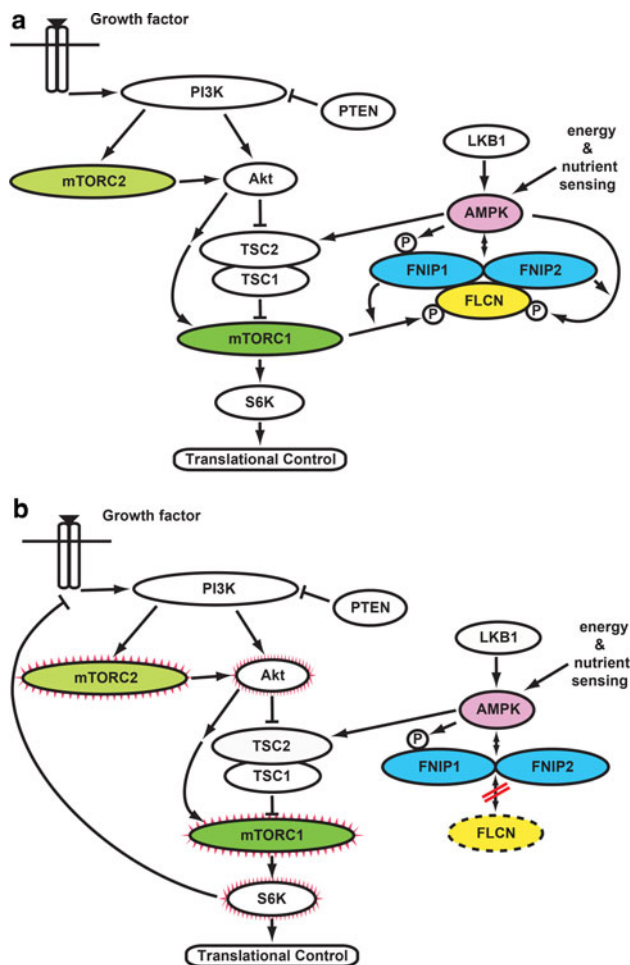 a
Growth factor
PI3K
PTEN
LKB1
energy
&
nutrient
sensing
mTORC2
Akt
AMPK
P
TSC2
FNIP1
FNIP2
TSC1
FLCN
P
P
mTORC1
S6K
Translational Control
b
Growth factor
PI3K
PTEN
LKB1
energy
&
nutrient
sensing
mTORC2
Akt
AMPK
P
TSC2
FNIP1
FNIP2
TSC1
mTORC1
FLCN
S6K
Translational Control